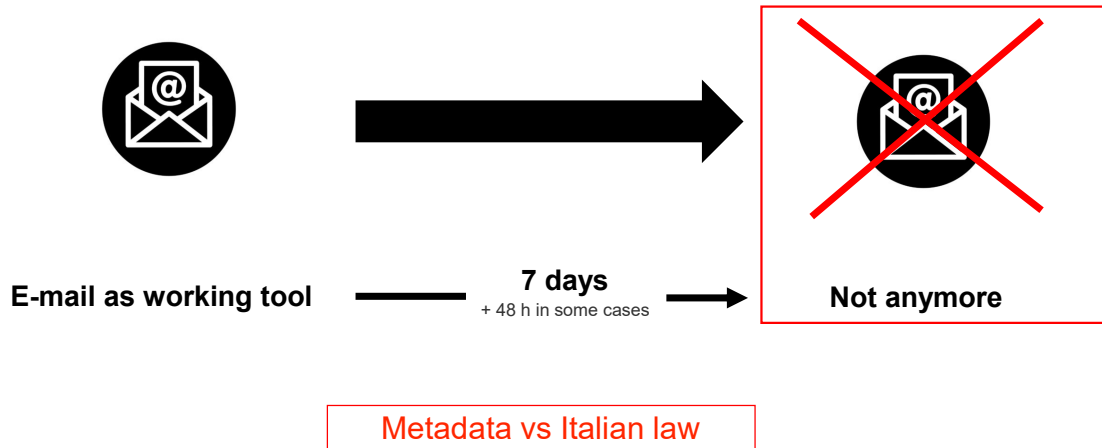 @
@
E-mail as working tool
7 days
+ 48 h in some cases
Not anymore
Metadata vs Italian law